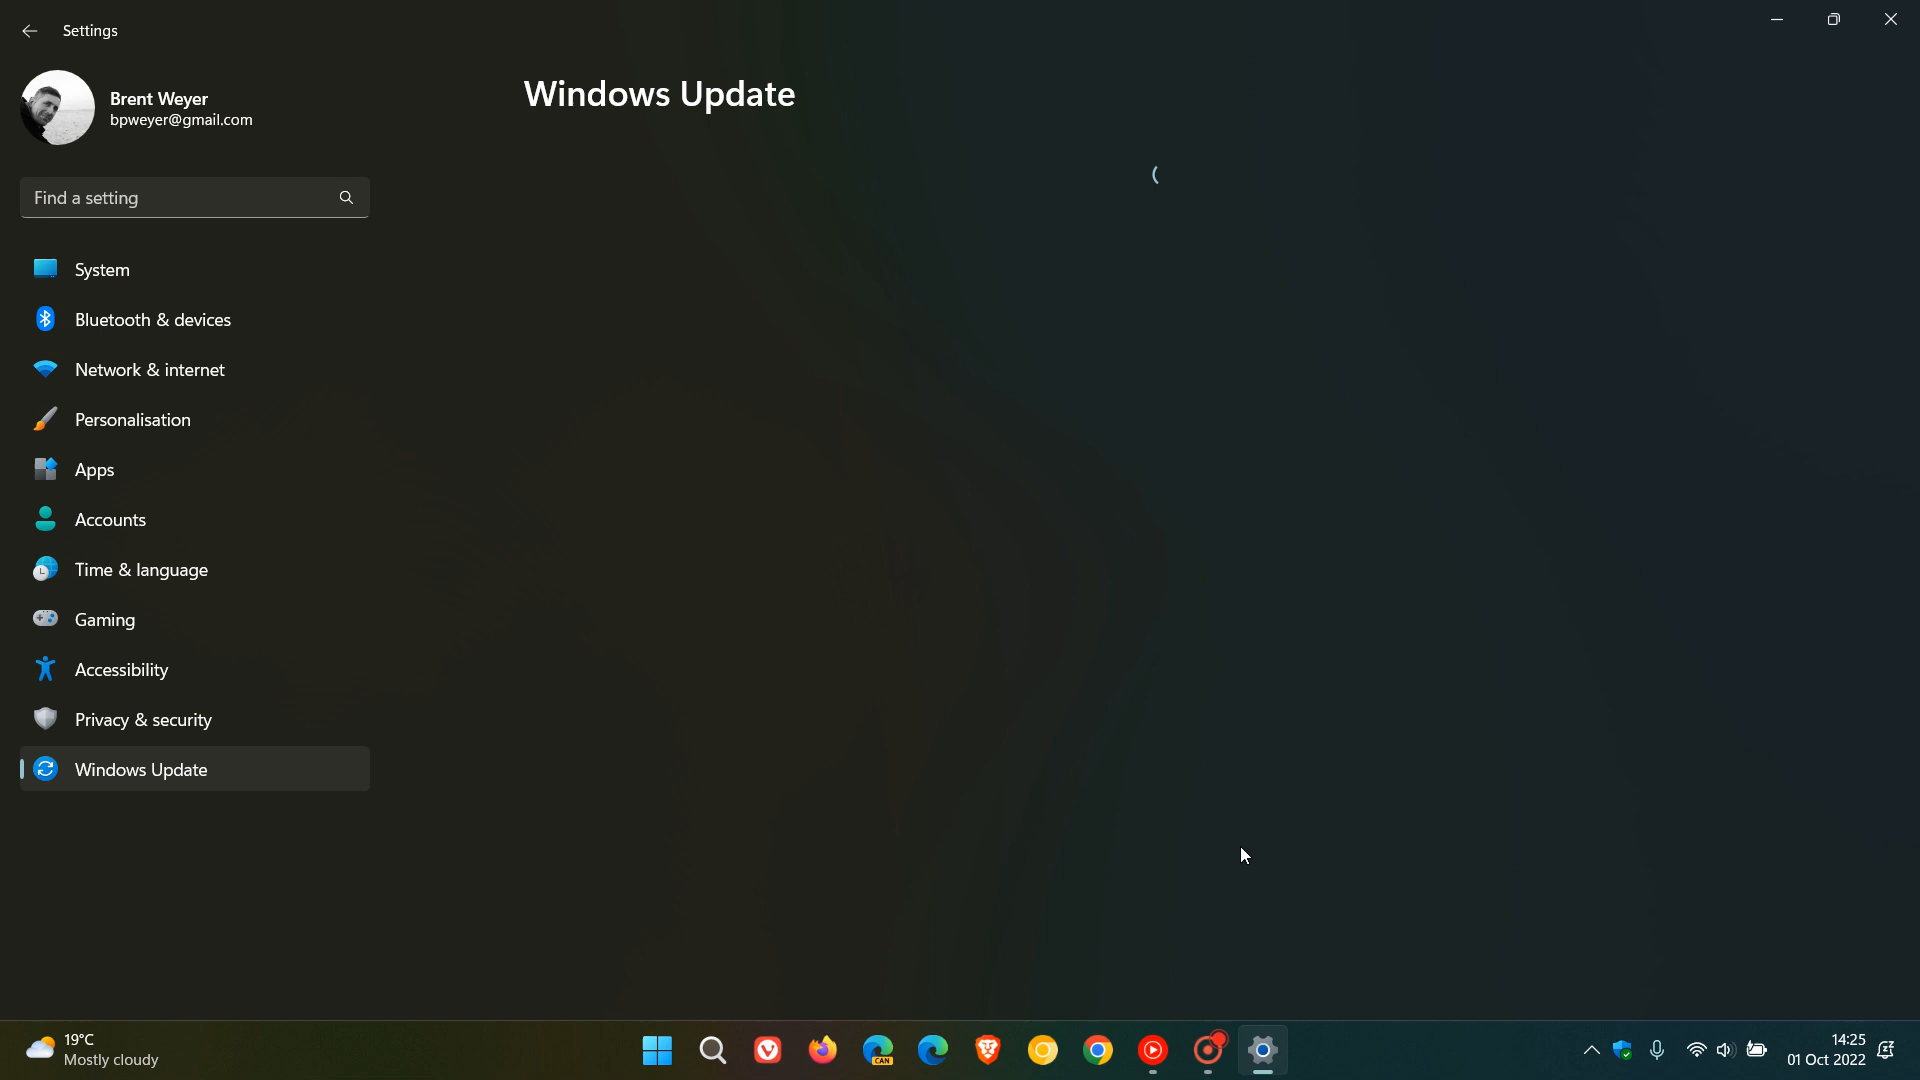 Settings
Brent Weyer
bpweyer@gmail.com
Windows Update
Find a setting
System
Bluetooth & devices
Network & internet
Personalisation
Apps
Accounts
Time & language
Gaming
Accessibility
Privacy & security
Windows Update
19°C
Mostly cloudy
CAN
14:25
01 Oct 2022